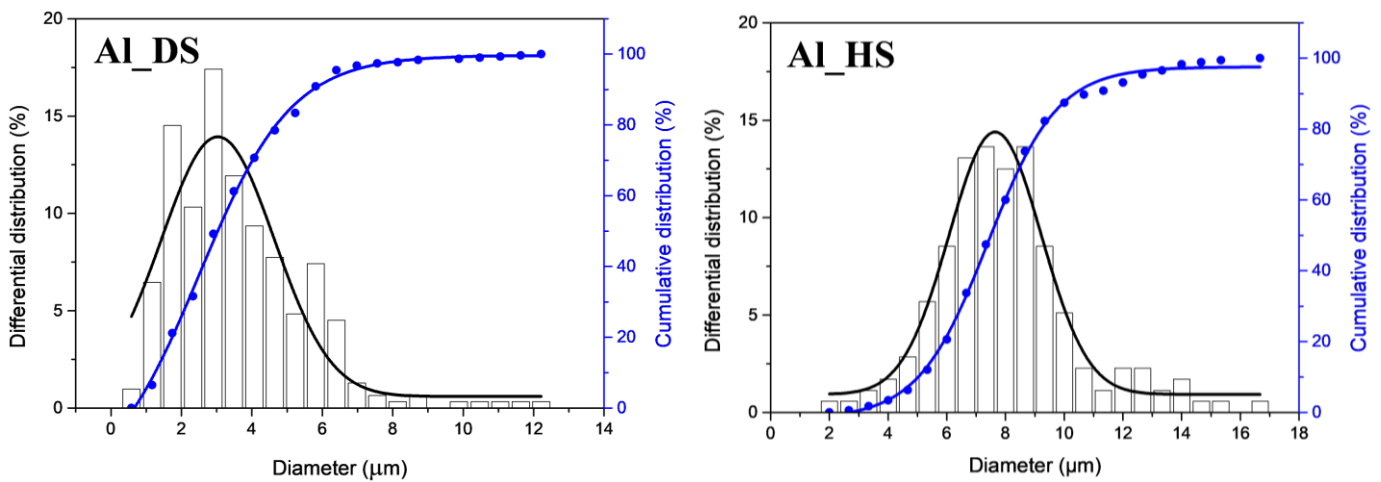 Al_DS
Differential distribution (%)
20
15
10
5
0
0 2 4 6 8 10 12 14
Diameter (μm)
100
80
60
40
20
0
Cumulative distribution (%)
Al_HS
Differential distribution (%)
20
15
10
5
0
0 2 4 6 8 10 12 14 16 18
Diameter (μm)
100
80
60
40
20
0
Cumulative distribution (%)